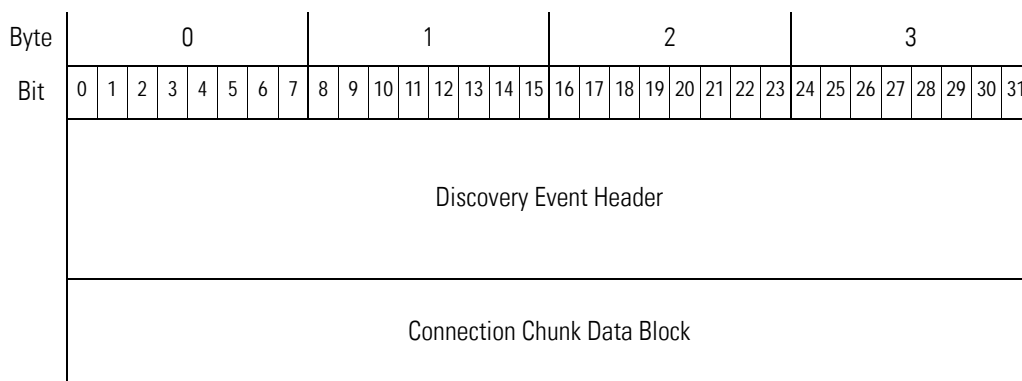 Byte 0 1 2 3
Bit 0 1 2 3 4 5 6 7 8 9 10 11 12 13 14 15 16 17 18 19 20 21 22 23 24 25 26 27 28 29 30 31
Discovery Event Header
Connection Chunk Data Block